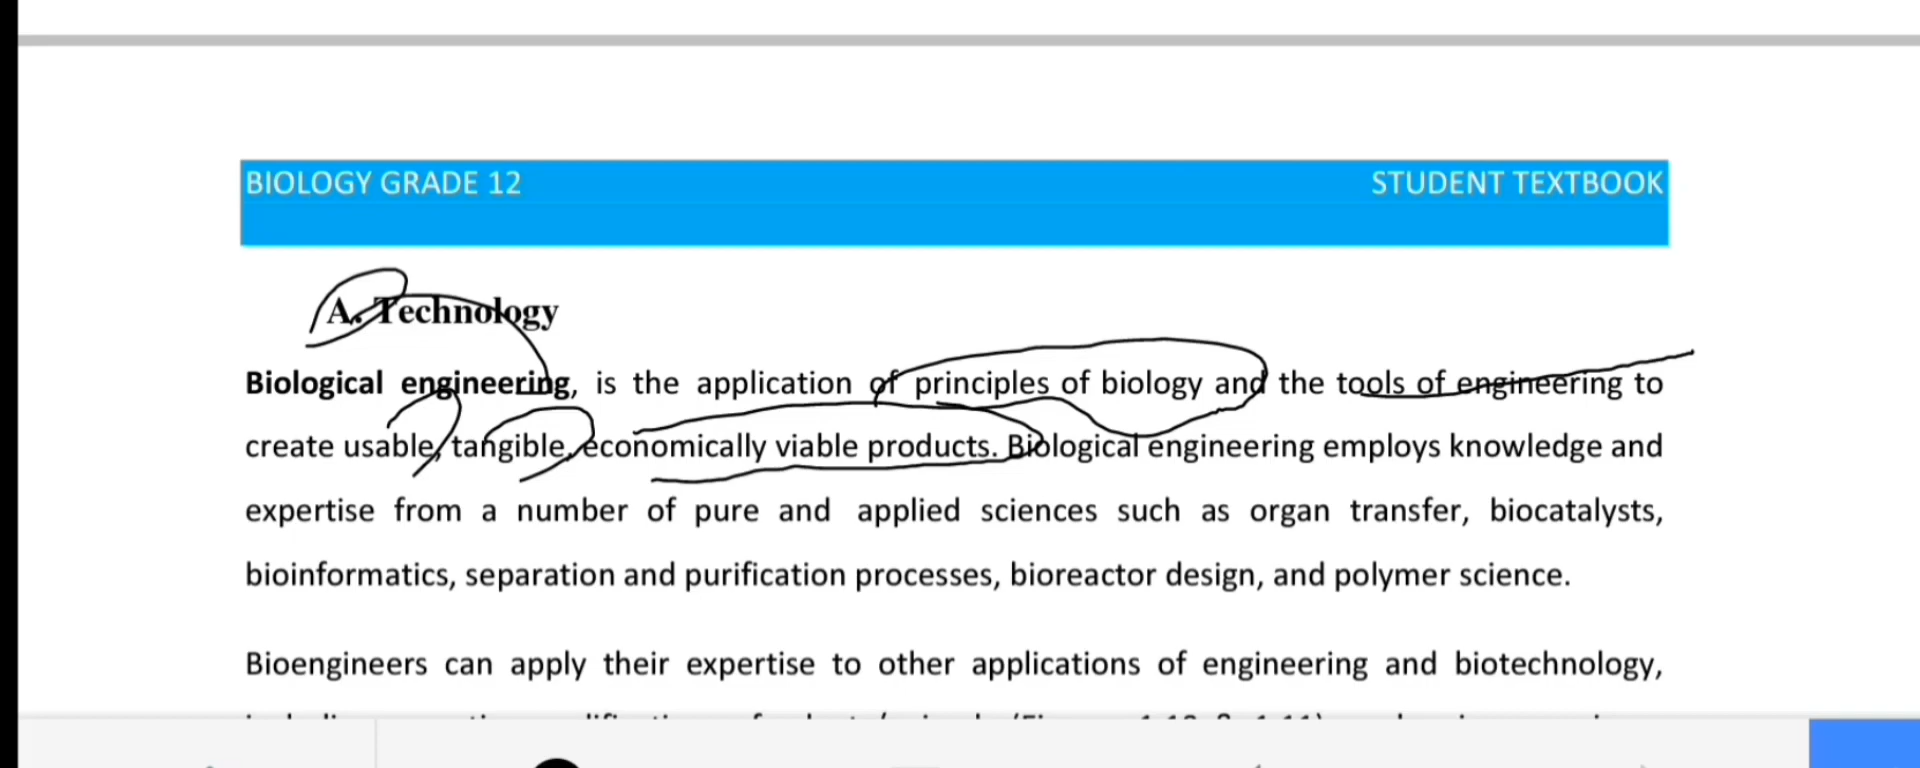 BIOLOGY GRADE 12 STUDENT TEXTBOOK
A. Technology
Biological engineering, is the application of principles of biology and the tools of engineering to
create usable, tangible, economically viable products. Biological engineering employs knowledge and
expertise from a number of pure and applied sciences such as organ transfer, biocatalysts,
bioinformatics, separation and purification processes, bioreactor design, and polymer science.
Bioengineers can apply their expertise to other applications of engineering and biotechnology,